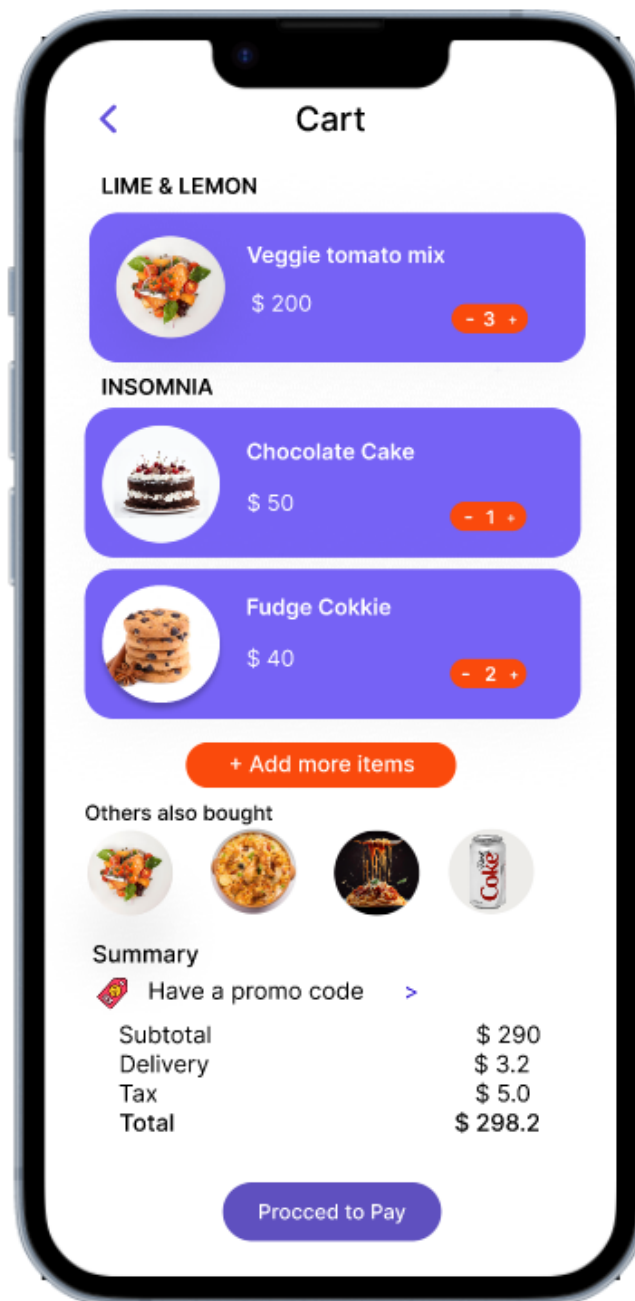 Cart
LIME & LEMON
Veggie tomato mix
$ 200
- 3 +
INSOMNIA
Chocolate Cake
$ 50
- 1 +
Fudge Cokkie
$ 40
- 2 +
+ Add more items
Others also bought
Coke
Summary
Have a promo code >
Subtotal $ 290
Delivery $ 3.2
Tax $ 5.0
Total $ 298.2
Procced to Pay